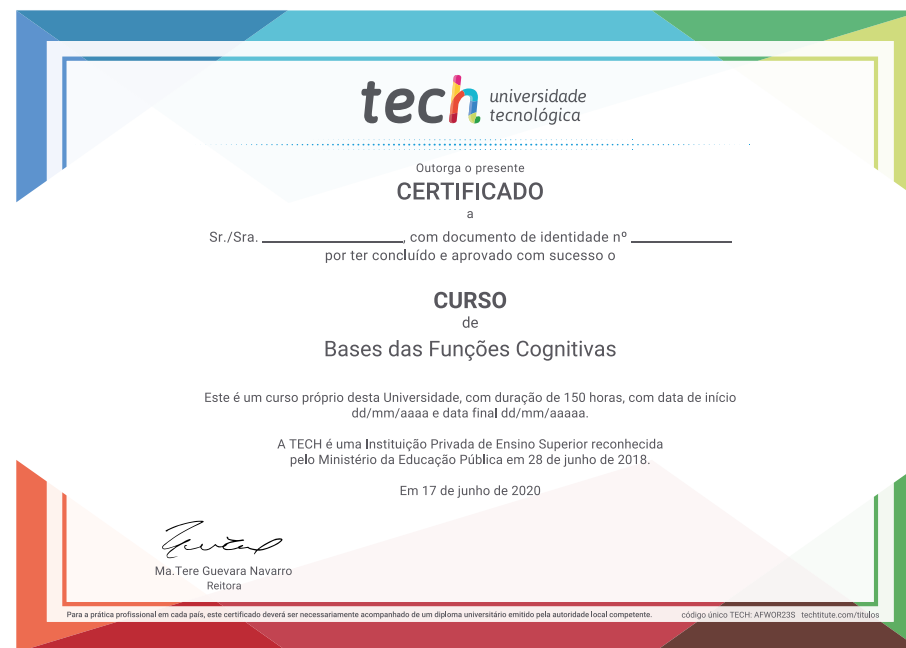 tech universidade
tecnológica
Outorga o presente
CERTIFICADO
a
Sr./Sra. ____________________, com documento de identidade nº ______________
por ter concluído e aprovado com sucesso o
CURSO
de
Bases das Funções Cognitivas
Este é um curso próprio desta Universidade, com duração de 150 horas, com data de início
dd/mm/aaaa e data final dd/mm/aaaaa.
A TECH é uma Instituição Privada de Ensino Superior reconhecida
pelo Ministério da Educação Pública em 28 de junho de 2018.
Em 17 de junho de 2020
Ma.Tere Guevara Navarro
Reitora
Para a prática profissional em cada país, este certificado deverá ser necessariamente acompanhado de um diploma universitário emitido pela autoridade local competente. código único TECH: AFWOR23S techtitute.com/titulos